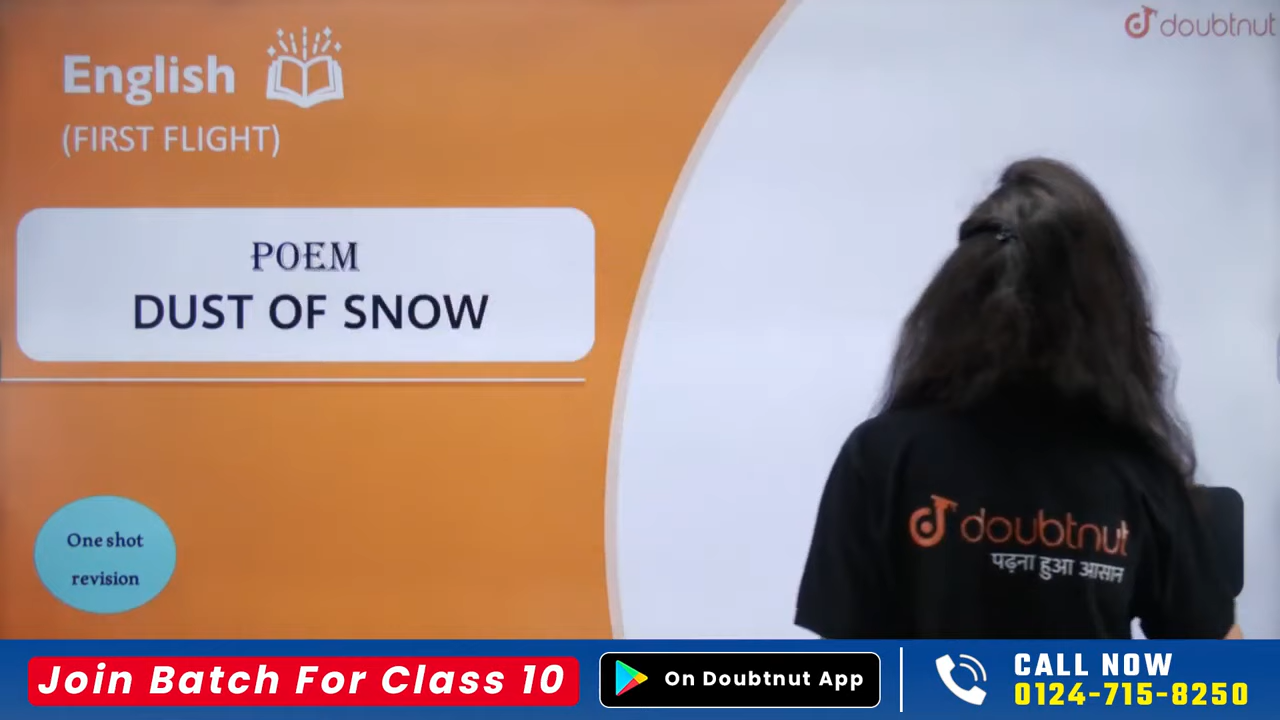 doubtnut
English
(FIRST FLIGHT)
POEM
DUST OF SNOW
One shot
revision
doubtnut
पढ़ना हुआ आसान
Join Batch For Class 10
On Doubtnut App
CALL NOW
0124-715-8250